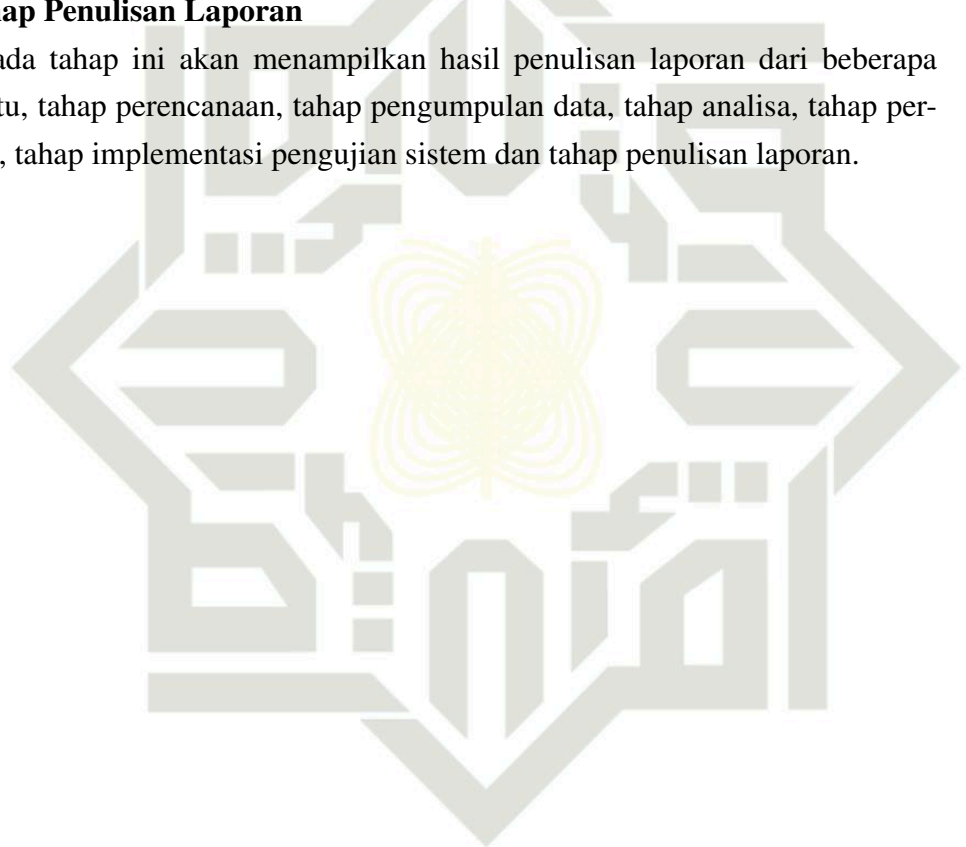 ap Penulisan Laporan
ada tahap ini akan menampilkan hasil penulisan laporan dari beberapa
tu, tahap perencanaan, tahap pengumpulan data, tahap analisa, tahap per-
, tahap implementasi pengujian sistem dan tahap penulisan laporan.